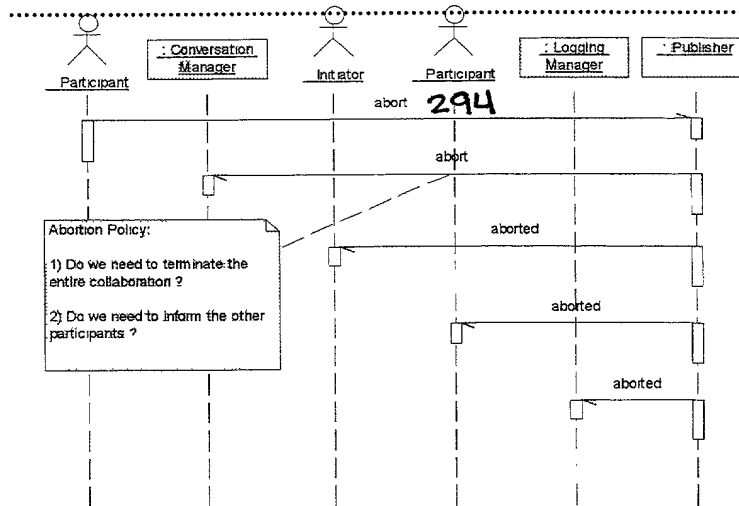 : Conversation
Manager
: Logging
Manager
: Publisher
Participant
Initiator
Participant
abort 294
abort
Abortion Policy:
1) Do we need to terminate the
entire collaboration ?
2) Do we need to inform the other
participants ?
aborted
aborted
aborted